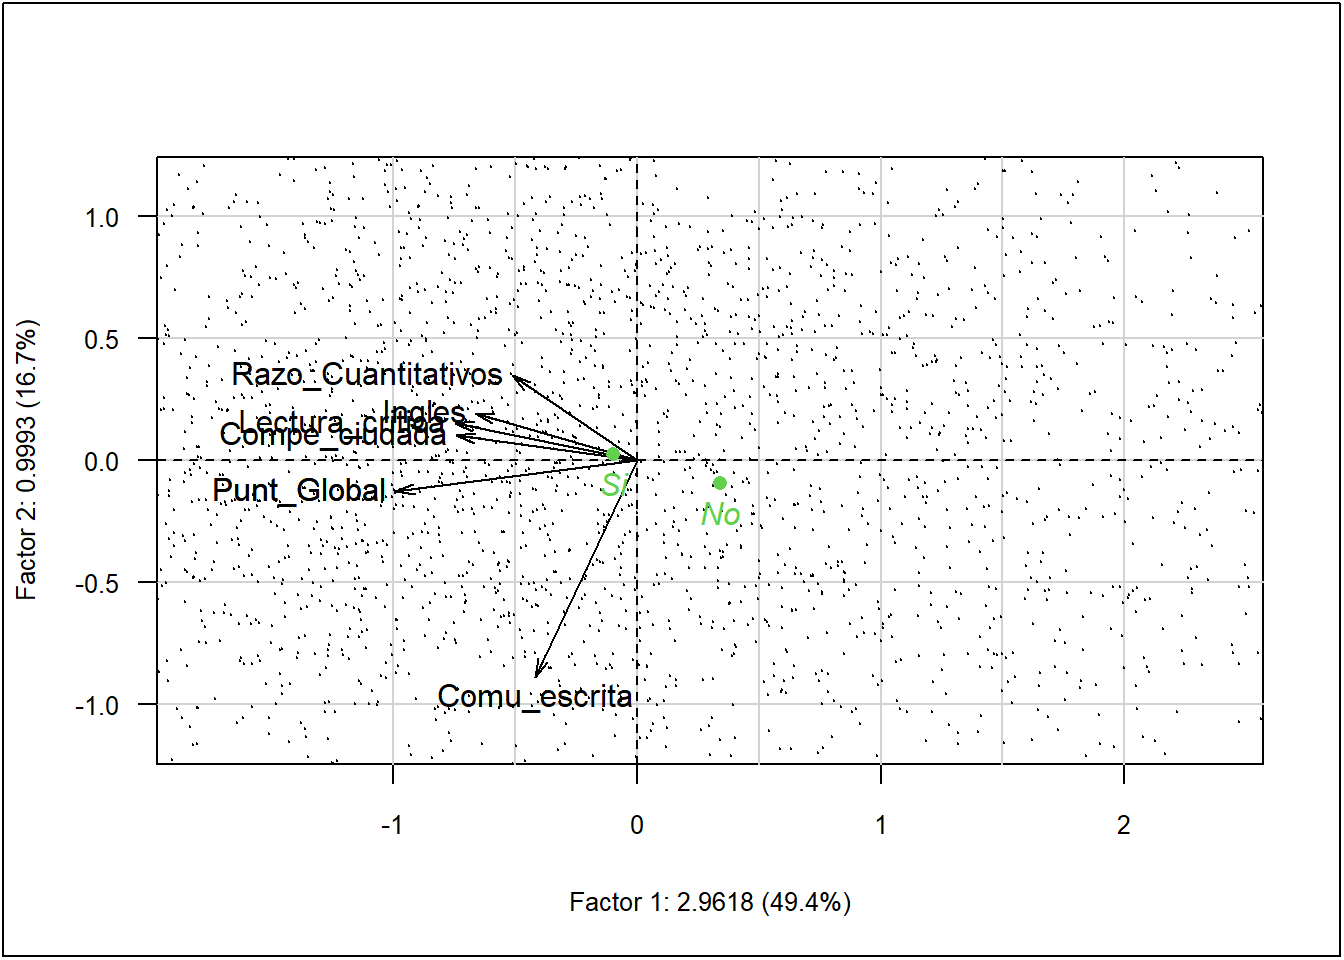 Factor 2: 0.9993 (16.7%)
1.0
0.5
0.0
-0.5
-1.0
Razo_Cuantitativos
Ingles
Lectura_critica
Compe_ciudada
Punt_Global
Si
No
Comu_escrita
-1
0
1
2
Factor 1: 2.9618 (49.4%)